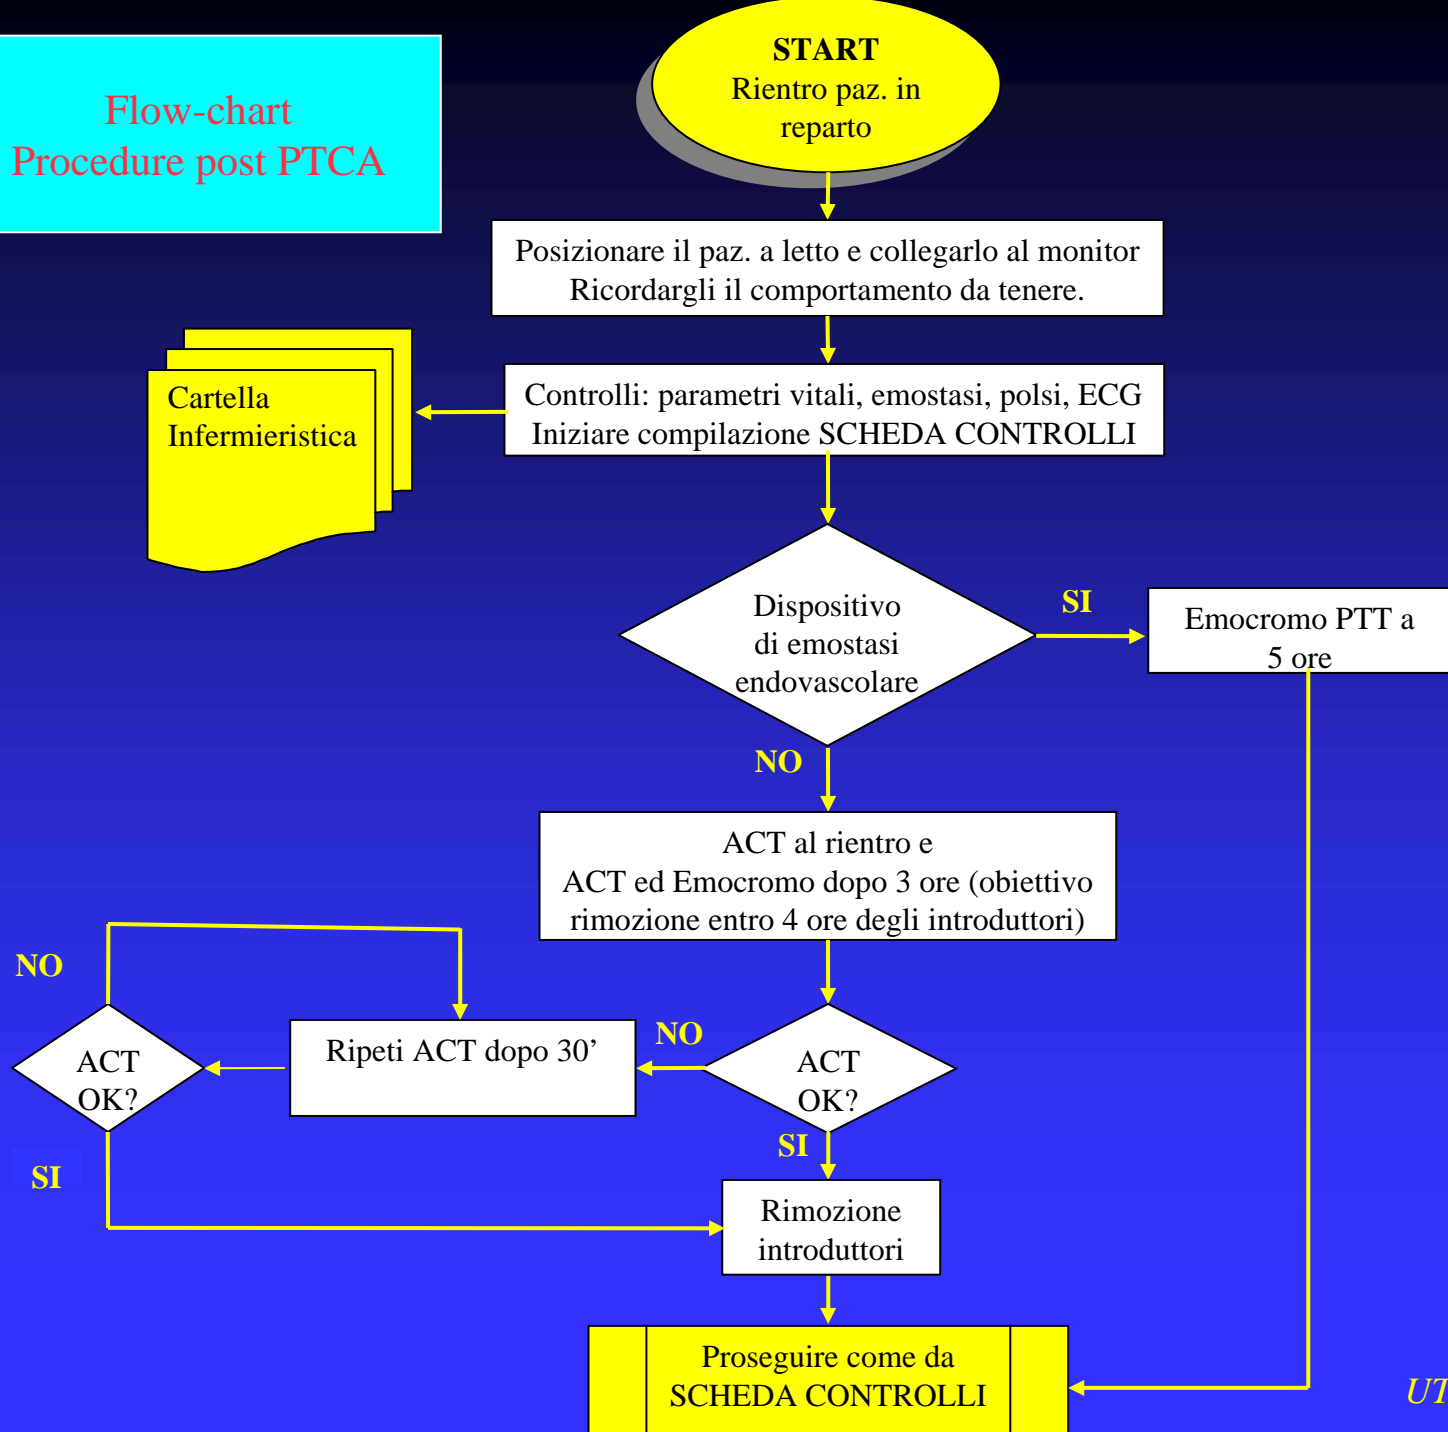 Flow-chart
Procedure post PTCA
START
Rientro paz. in
reparto
Posizionare il paz. a letto e collegarlo al monitor
Ricordargli il comportamento da tenere.
Cartella
Infermieristica
Controlli: parametri vitali, emostasi, polsi, ECG
Iniziare compilazione SCHEDA CONTROLLI
Dispositivo
di emostasi
endovascolare
SI
Emocromo PTT a
5 ore
NO
ACT al rientro e
ACT ed Emocromo dopo 3 ore (obiettivo
rimozione entro 4 ore degli introduttori)
NO
ACT
OK?
Ripeti ACT dopo 30’
NO
ACT
OK?
SI
SI
Rimozione
introduttori
Proseguire come da
SCHEDA CONTROLLI
UT